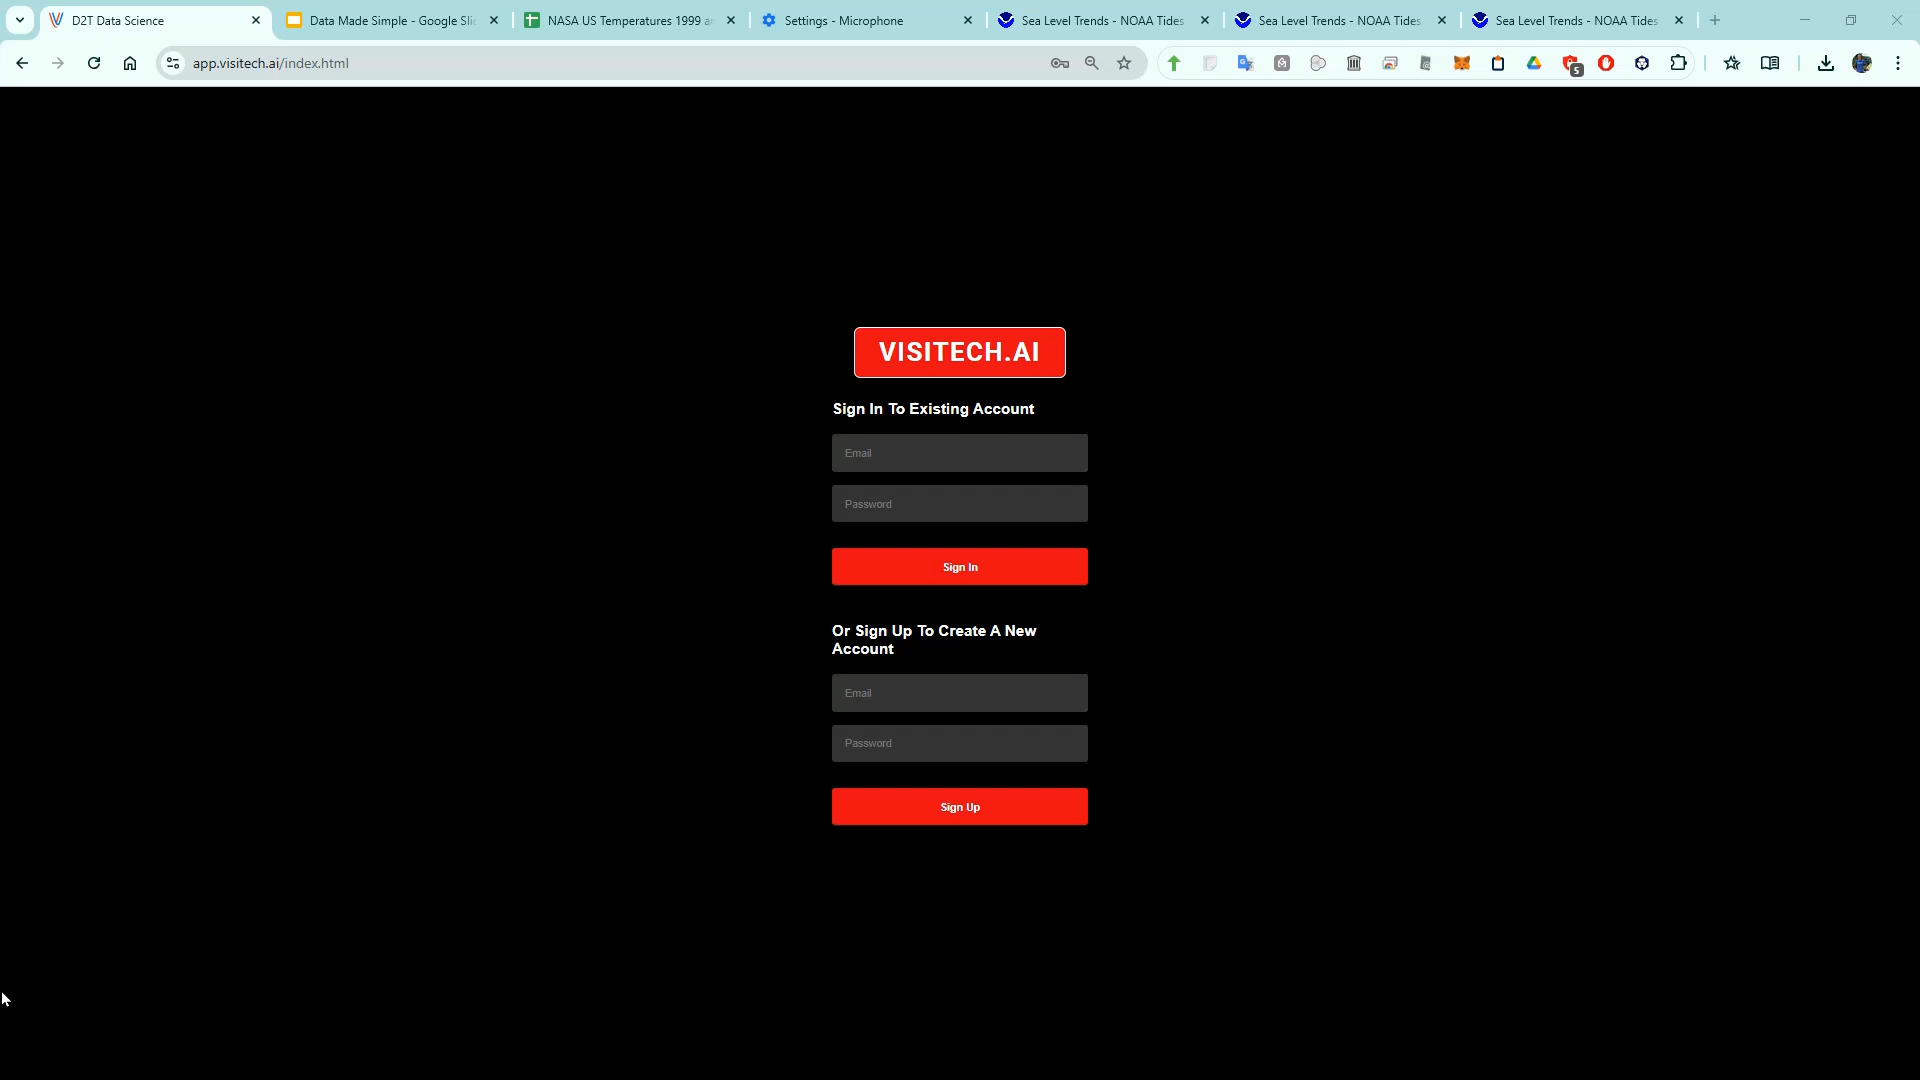 D2T Data Science
Data Made Simple - Google Sli
NASA US Temperatures 1999 a
Settings - Microphone
Sea Level Trends - NOAA Tides
Sea Level Trends - NOAA Tides
Sea Level Trends - NOAA Tides
app.visitech.ai/index.html
5
VISITECH.AI
Sign In To Existing Account
Email
Password
Sign In
Or Sign Up To Create A New
Account
Email
Password
Sign Up